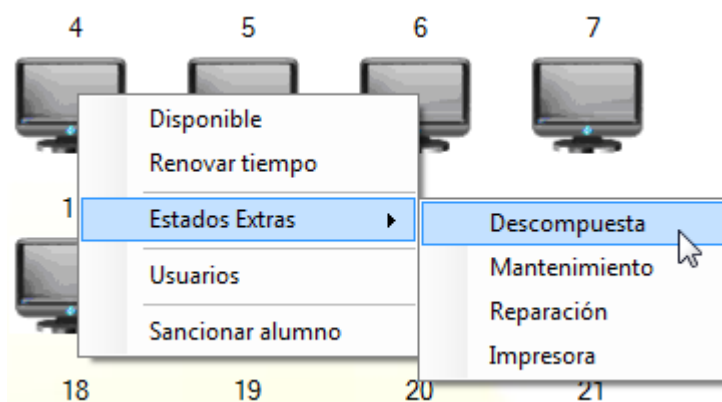 4 5 6 7
Disponible
Renovar tiempo
1
Estados Extras
Descompuesta
Usuarios
Mantenimiento
Reparación
Sancionar alumno
Impresora
18 19 20 21